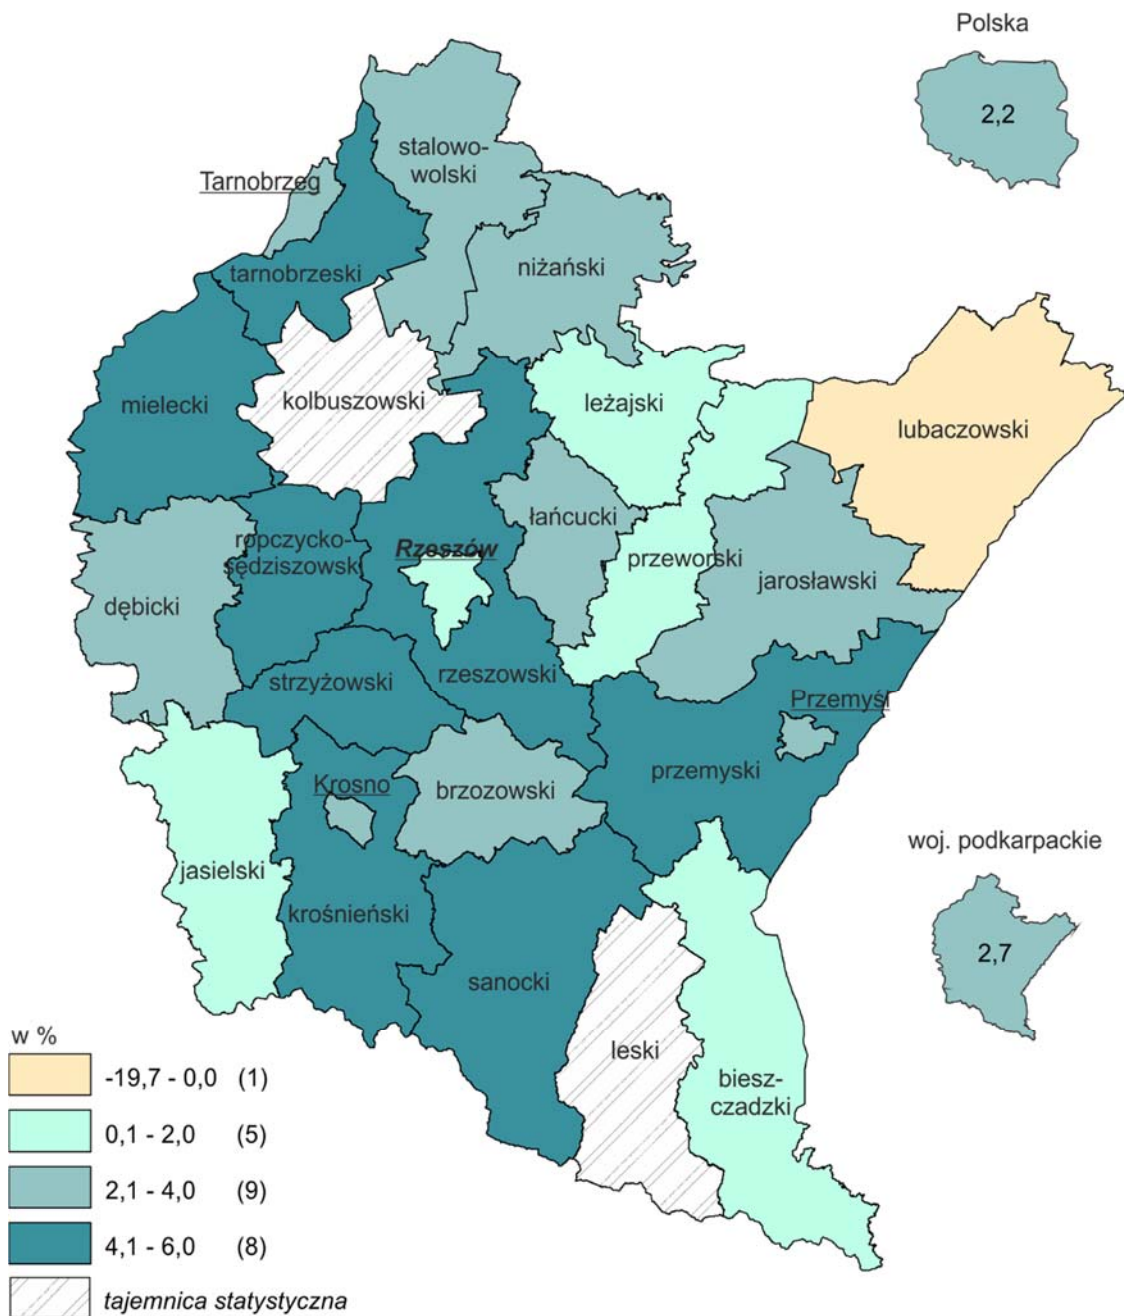 Polska
2,2
stalowo-
wolski
Tarnobrzeg
tarnobrzeski
niżański
mielecki
kolbuszowski
leżajski
lubaczowski
łańcucki
ropczycko-
sędziszowsk
Rzeszów
przeworski
jarosławski
dębicki
strzyżowski
rzeszowski
Przemyśl
przemyski
Krosno
brzozowski
jasielski
krośnieński
sanocki
leski
biesz-
czadzki
woj. podkarpackie
2,7
w %
-19,7 - 0,0 (1)
0,1 - 2,0 (5)
2,1 - 4,0 (9)
4,1 - 6,0 (8)
tajemnica statystyczna